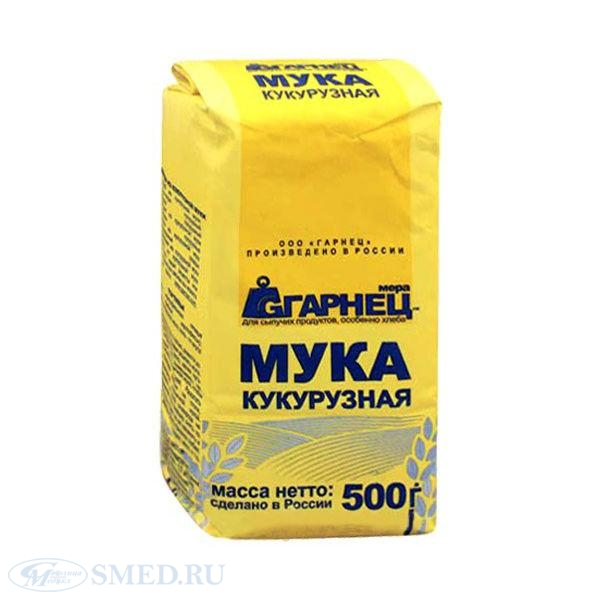 ГАРНЕЦ
МУКА
КУКУРУЗНАЯ
ООО «ГАРНЕЦ»
ПРОИЗВЕДЕНО В РОССИИ
мера
ГАРНЕЦ
Для сыпучих продуктов, особенно хлеба
МУКА
КУКУРУЗНАЯ
масса нетто: 500г
сделано в России
SMED.RU